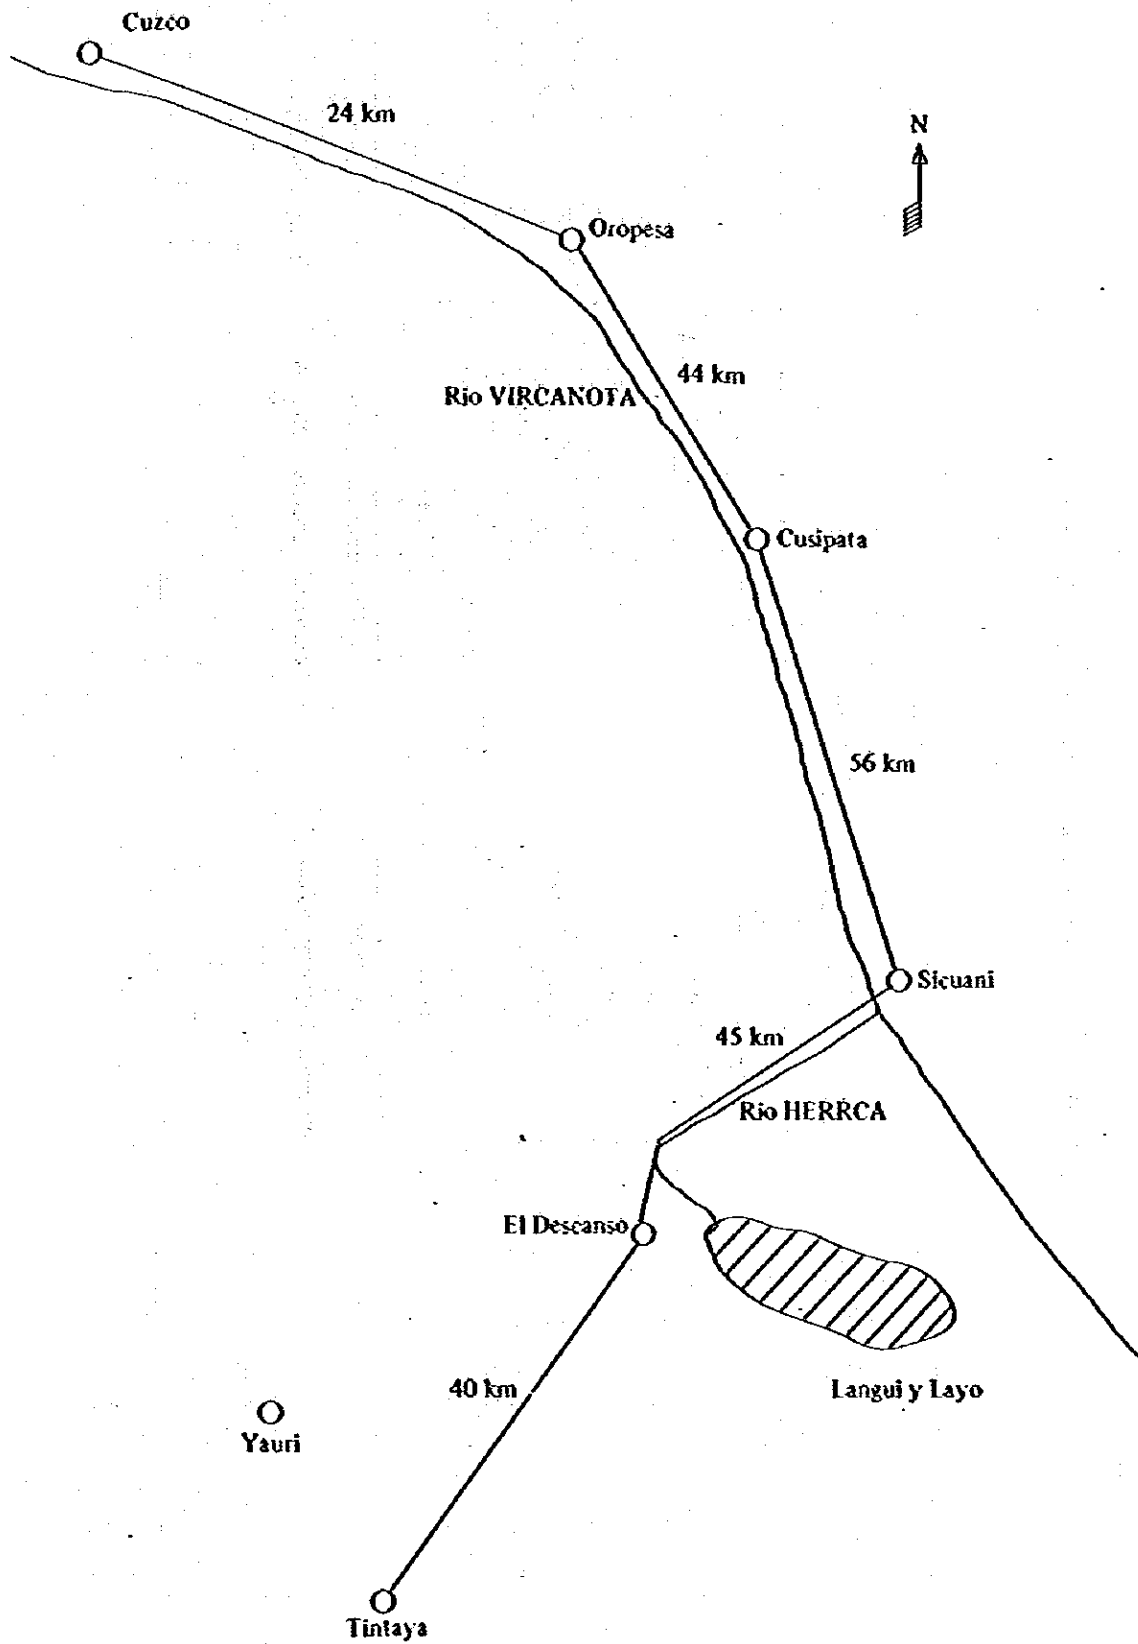 Cuzco
24 km
N
Oropesa
44 km
Rio VIRCANOTA
Cusipata
56 km
Sicuani
45 km
Rio HERRCA
El Descanso
40 km
Langui y Layo
Yauri
Tintaya